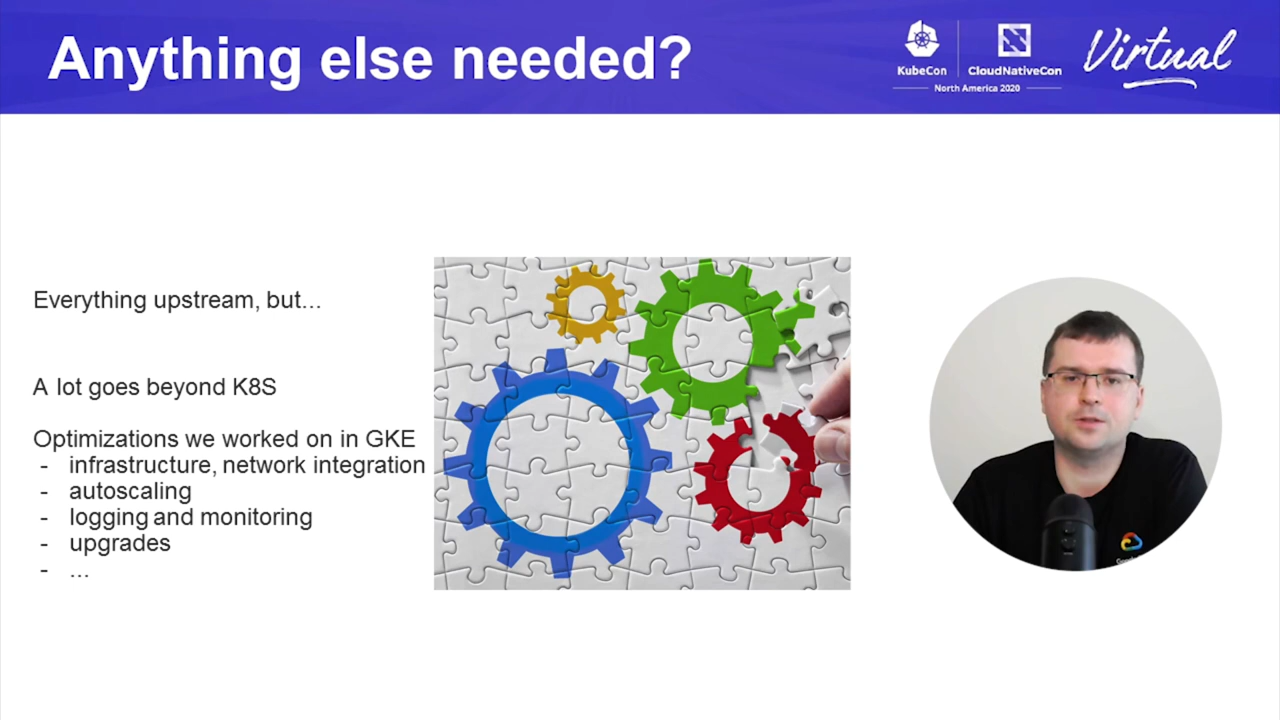 Anything else needed?
KubeCon
CloudNativeCon
North America 2020
Virtual
Everything upstream, but...
A lot goes beyond K8S
Optimizations we worked on in GKE
- infrastructure, network integration
- autoscaling
- logging and monitoring
- upgrades
- ...